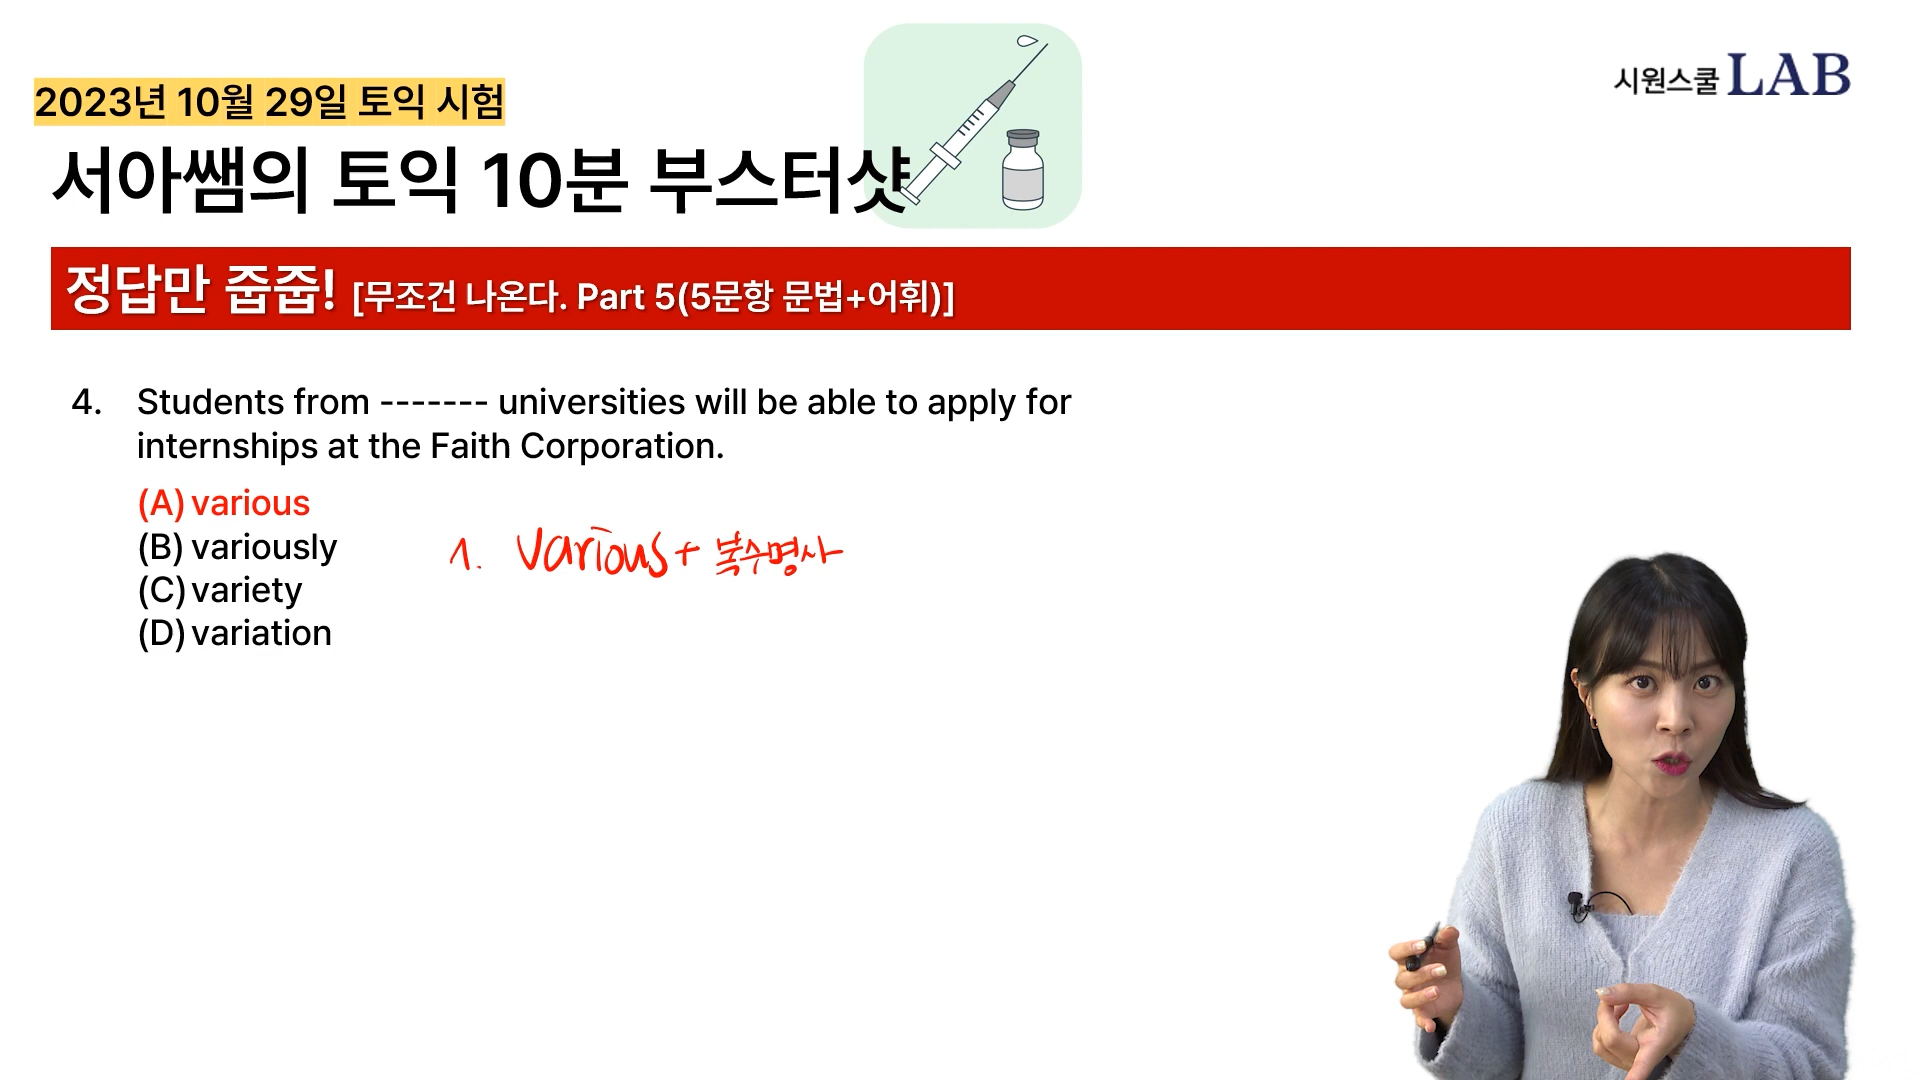 2023년 10월 29일 토익 시험
시원스쿨 LAB
서아쌤의 토익 10분 부스터샷
정답만 줍줍! [무조건 나온다. Part 5(5문항 문법+어휘)]
4. Students from ------- universities will be able to apply for
internships at the Faith Corporation.
(A) various
(B) variously
(C) variety
(D) variation
1. various + 복수명사